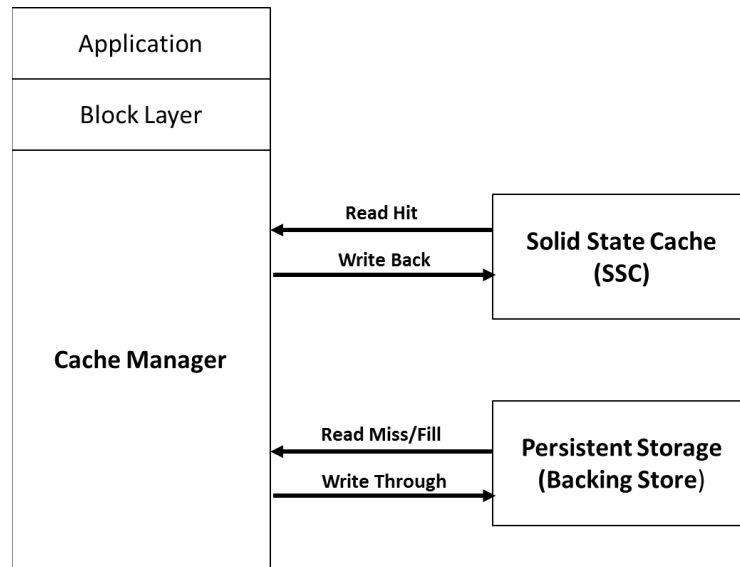 Application
Block Layer
Read Hit
Solid State Cache
(SSC)
Write Back
Cache Manager
Read Miss/Fill
Persistent Storage
(Backing Store)
Write Through